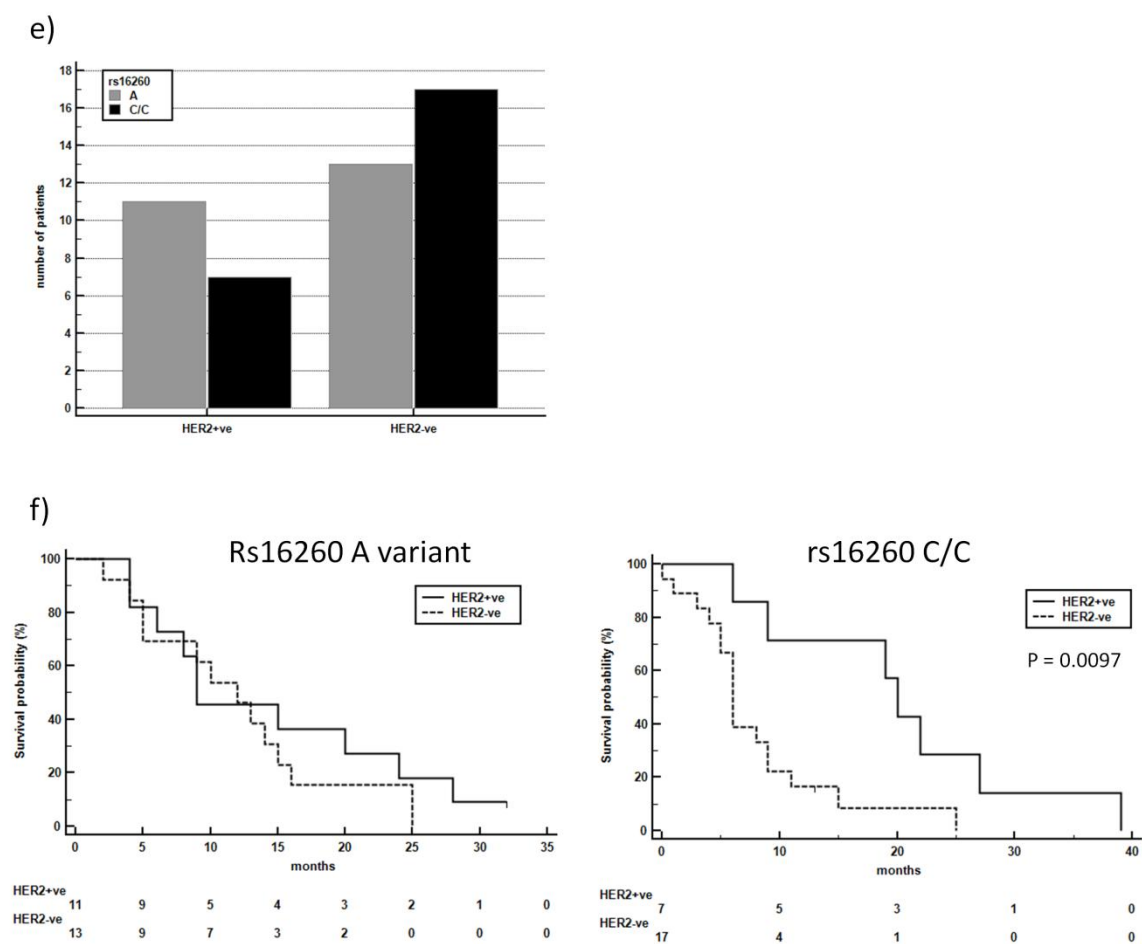 e)
18
16
14
12
10
8
6
4
2
0
number of patients
rs16260
A
C/C
HER2+ve HER2-ve
f)
Rs16260 A variant
100
80
60
40
20
0
Survival probability (%)
HER2+ve
HER2-ve
0 5 10 15 20 25 30 35
months
HER2+ve
11 9 5 4 3 2 1 0
HER2-ve
13 9 7 3 2 0 0 0
rs16260 C/C
100
80
60
40
20
0
Survival probability (%)
HER2+ve
HER2-ve
P = 0.0097
0 10 20 30 40
months
HER2+ve
7 5 3 1 0
HER2-ve
17 4 1 0 0